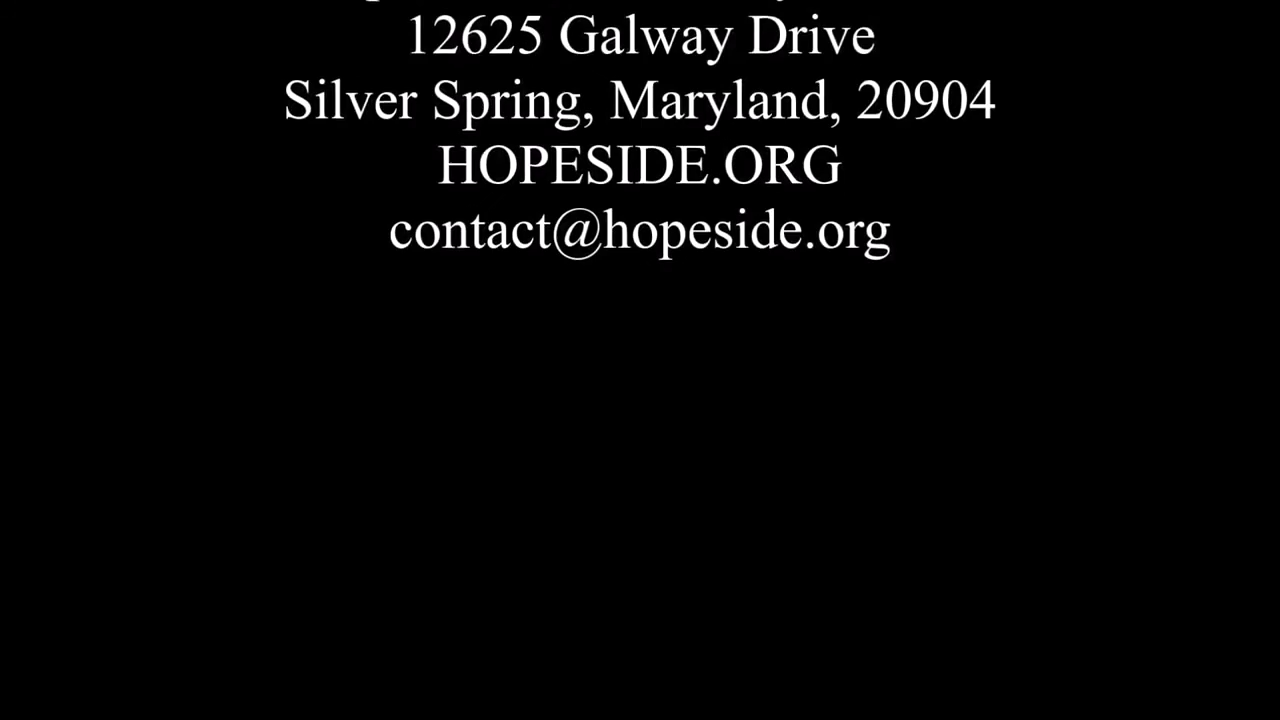 12625 Galway Drive
Silver Spring, Maryland, 20904
HOPESIDE.ORG
contact@hopeside.org